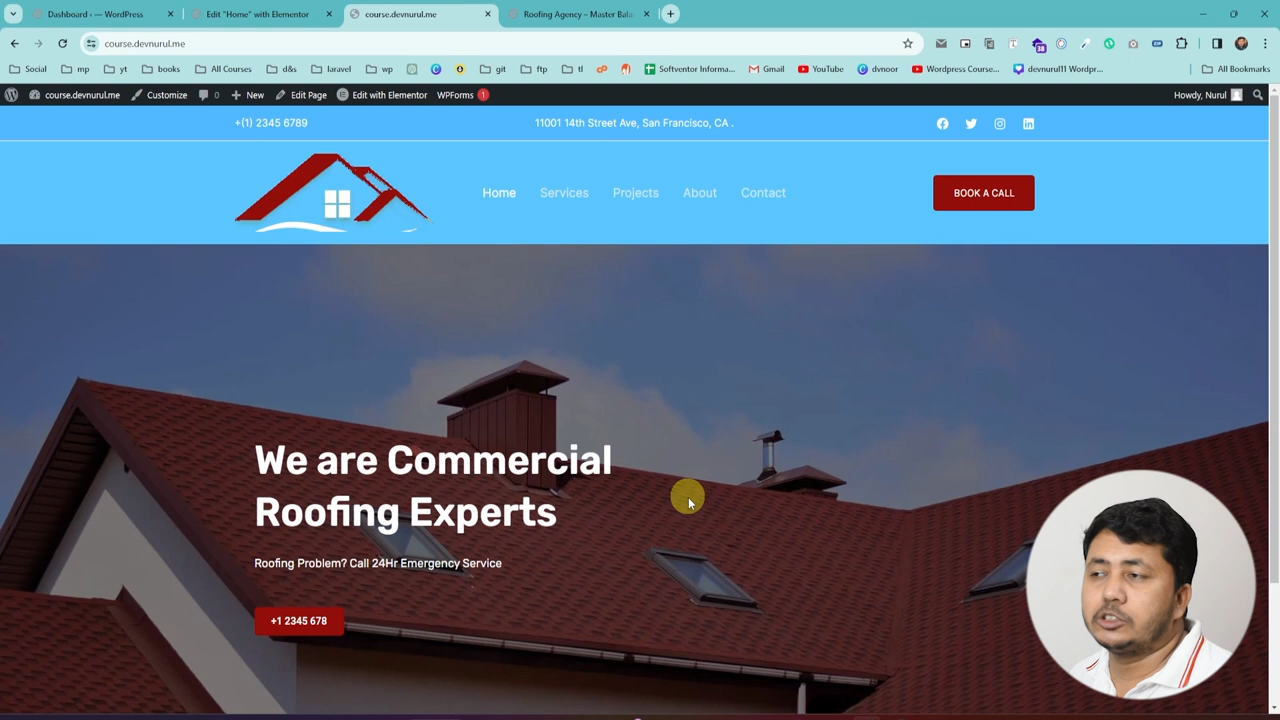 Dashboard ‹ — WordPress
Edit "Home" with Elementor
course.devnurul.me
Roofing Agency – Master Bala
course.devnurul.me
38
Social
mp
yt
books
All Courses
d&s
laravel
wp
git
ftp
tl
Softventor Informa...
Gmail
YouTube
dvnoor
Wordpress Course...
devnurul11 Wordpr...
All Bookmarks
course.devnurul.me
Customize
0
New
Edit Page
Edit with Elementor
WPForms 1
Howdy, Nurul
+(1) 2345 6789
11001 14th Street Ave, San Francisco, CA .
Home
Services
Projects
About
Contact
BOOK A CALL
We are Commercial
Roofing Experts
Roofing Problem? Call 24Hr Emergency Service
+1 2345 678